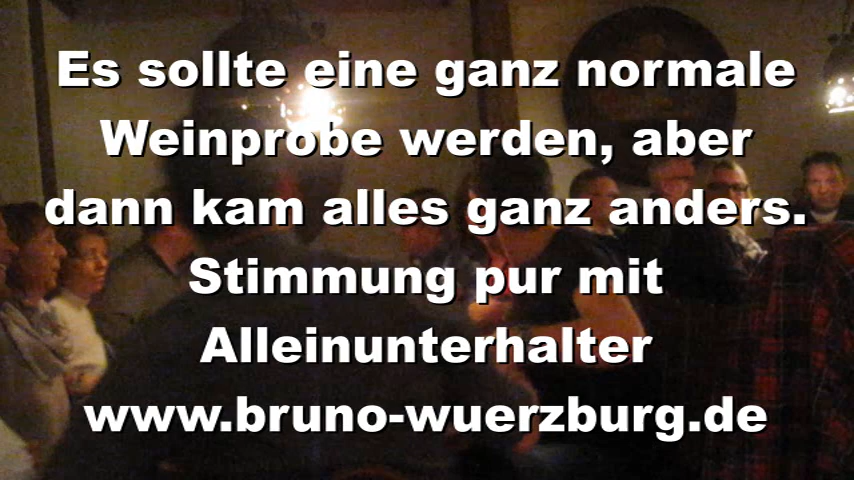 Es sollte eine ganz normale
Weinprobe werden, aber
dann kam alles ganz anders.
Stimmung pur mit
Alleinunterhalter
www.bruno-wuerzburg.de